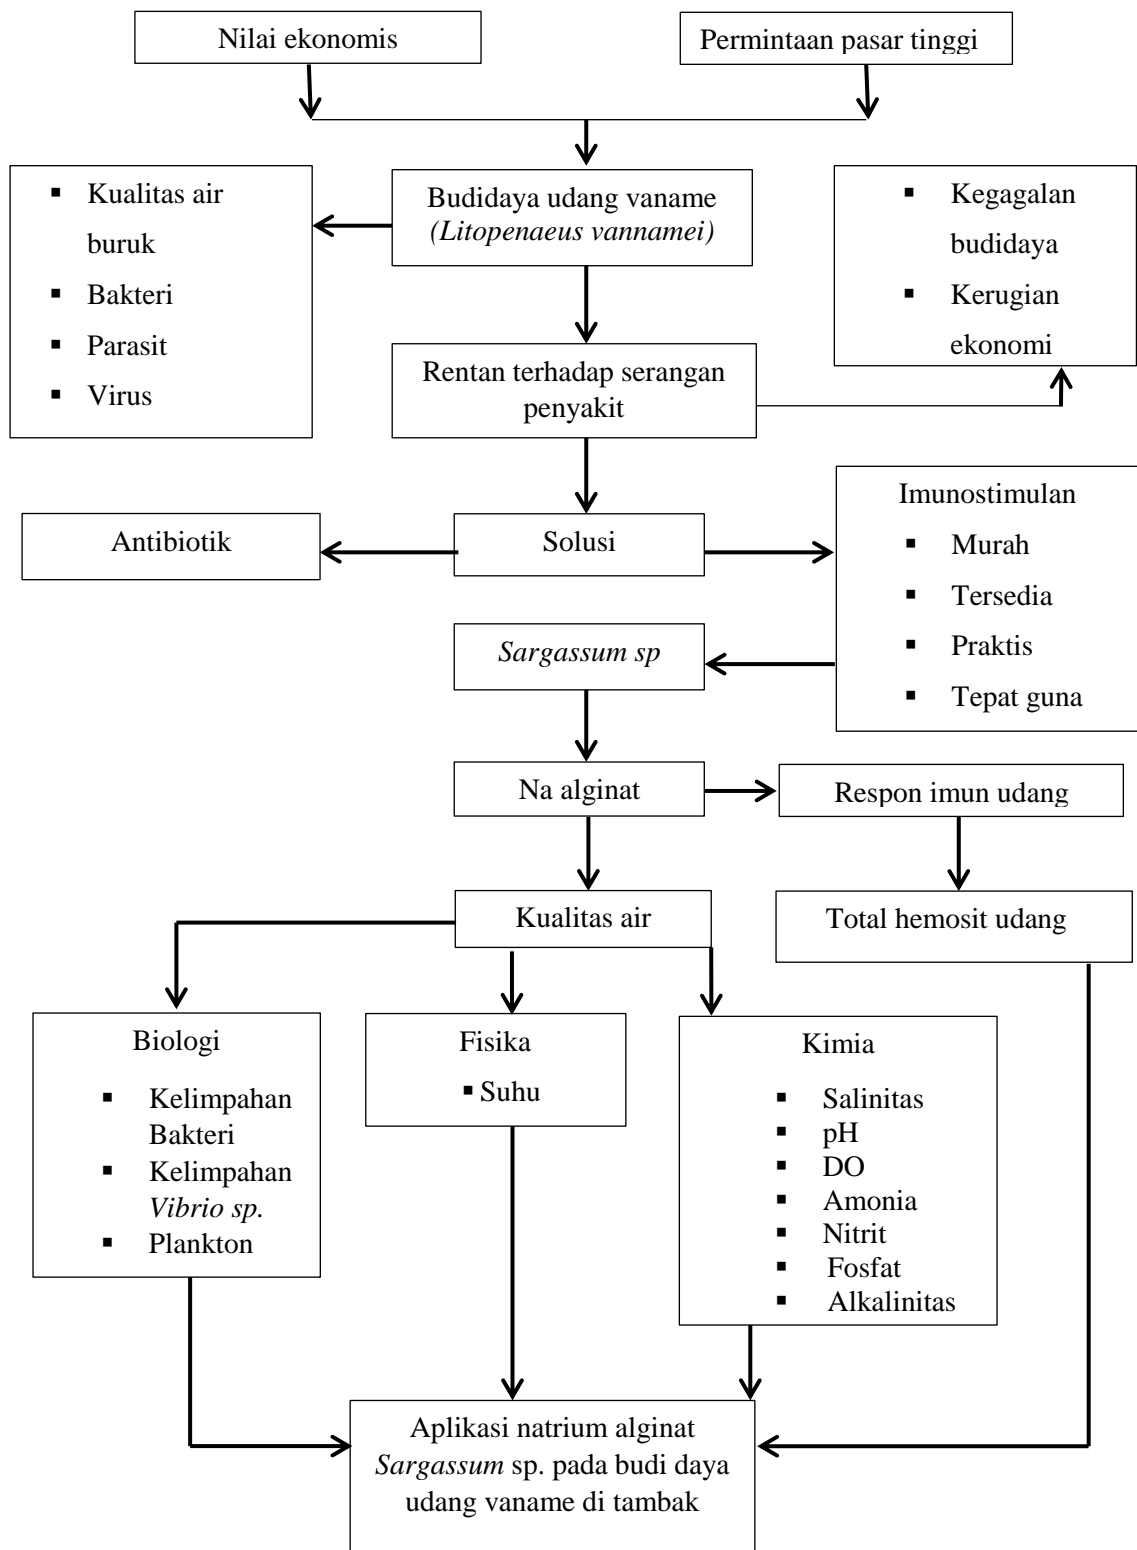 Nilai ekonomis
Permintaan pasar tinggi
▪ Kualitas air
buruk
▪ Bakteri
▪ Parasit
▪ Virus
Budidaya udang vaname
(Litopenaeus vannamei)
▪ Kegagalan
budidaya
▪ Kerugian
ekonomi
Rentan terhadap serangan
penyakit
Antibiotik
Solusi
Imunostimulan
▪ Murah
▪ Tersedia
▪ Praktis
▪ Tepat guna
Sargassum sp
Na alginat
Respon imun udang
Kualitas air
Total hemosit udang
Biologi
▪ Kelimpahan
Bakteri
▪ Kelimpahan
Vibrio sp.
▪ Plankton
Fisika
▪ Suhu
Kimia
▪ Salinitas
▪ pH
▪ DO
▪ Amonia
▪ Nitrit
▪ Fosfat
▪ Alkalinitas
Aplikasi natrium alginat
Sargassum sp. pada budi daya
udang vaname di tambak